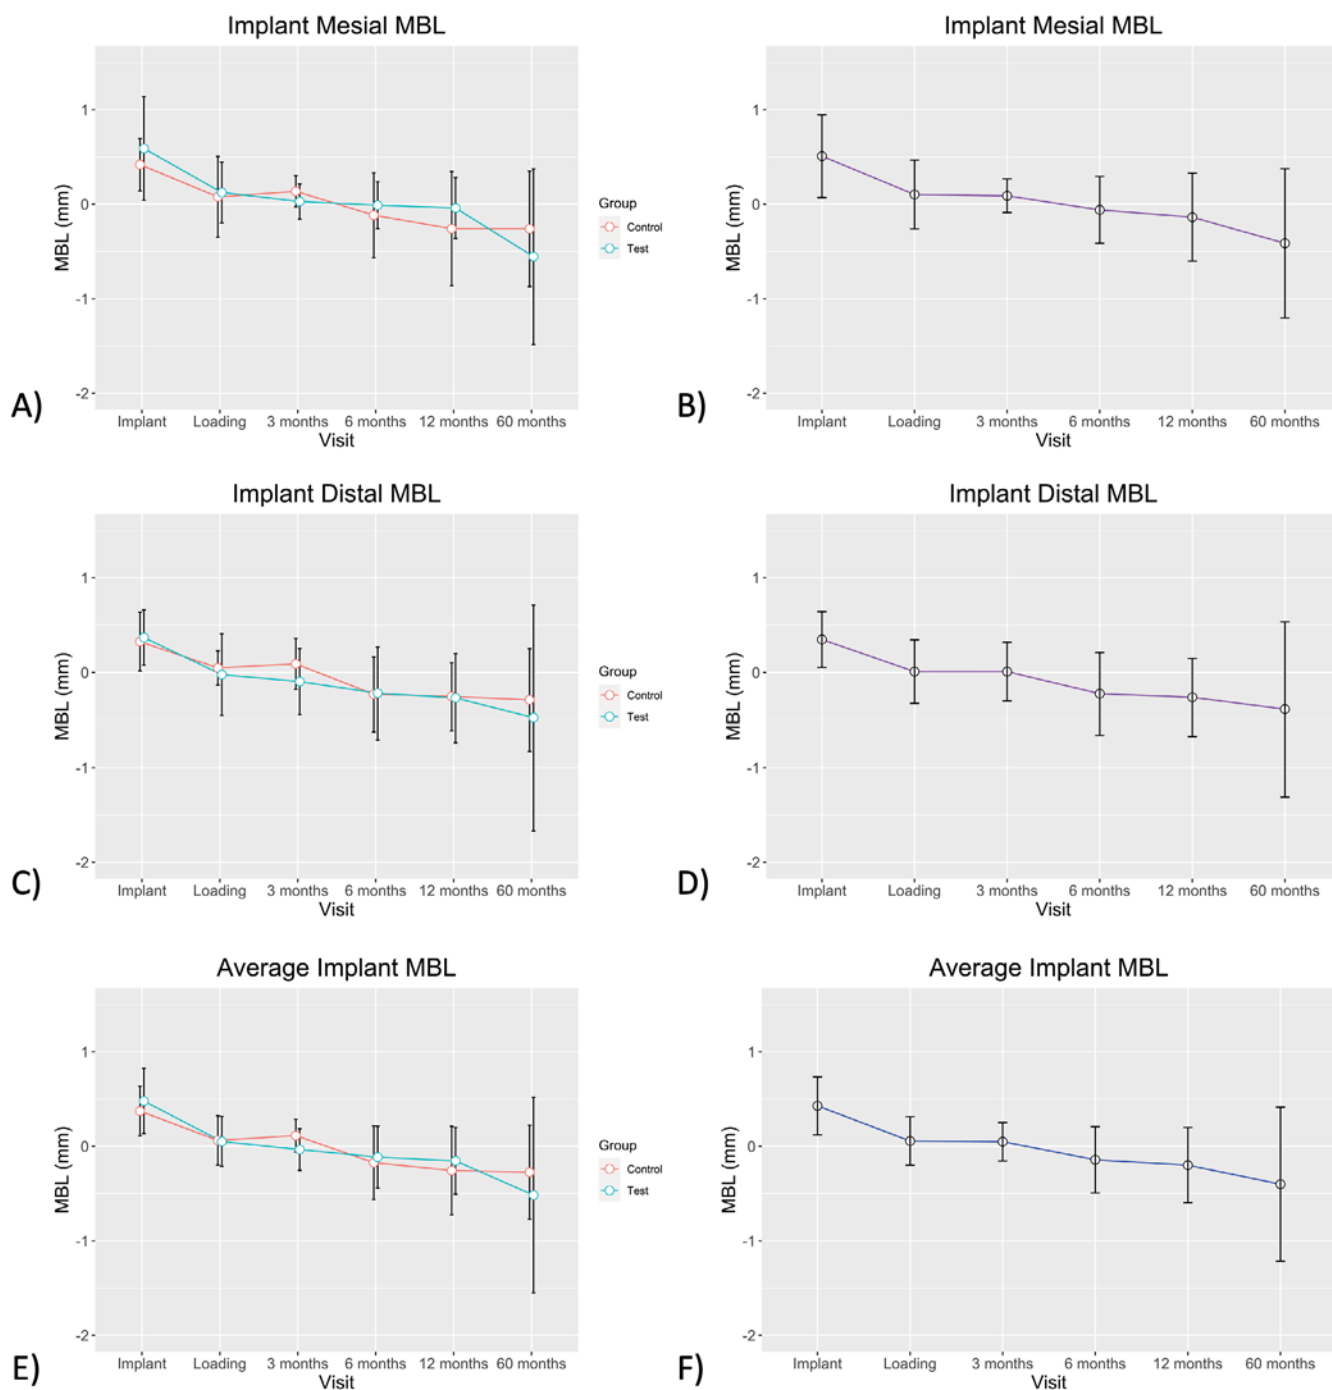 Implant Mesial MBL
1
0
-1
-2
MBL (mm)
Implant Loading 3 months 6 months 12 months 60 months
Visit
Group
Control
Test
A)
Implant Mesial MBL
1
0
-1
-2
MBL (mm)
Implant Loading 3 months 6 months 12 months 60 months
Visit
B)
Implant Distal MBL
1
0
-1
-2
MBL (mm)
Implant Loading 3 months 6 months 12 months 60 months
Visit
Group
Control
Test
C)
Implant Distal MBL
1
0
-1
-2
MBL (mm)
Implant Loading 3 months 6 months 12 months 60 months
Visit
D)
Average Implant MBL
1
0
-1
-2
MBL (mm)
Implant Loading 3 months 6 months 12 months 60 months
Visit
Group
Control
Test
E)
Average Implant MBL
1
0
-1
-2
MBL (mm)
Implant Loading 3 months 6 months 12 months 60 months
Visit
F)